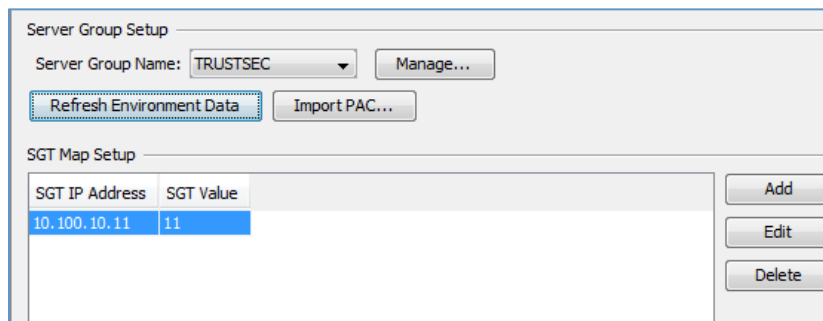 Server Group Setup
Server Group Name: TRUSTSEC Manage...
Refresh Environment Data Import PAC...
SGT Map Setup
SGT IP Address SGT Value Add
10.100.10.11 11
Edit
Delete